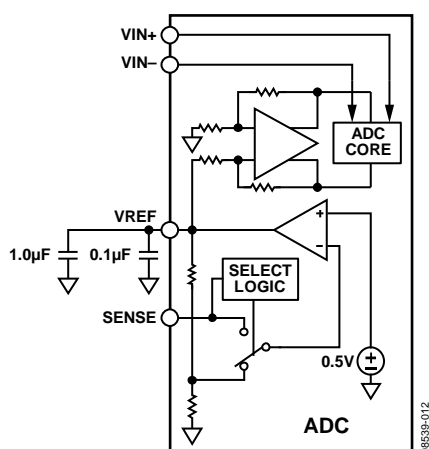 VIN+
VIN–
ADC
CORE
VREF
+
–
1.0µF
0.1µF
SELECT
LOGIC
SENSE
0.5V
+
–
ADC
08539-012